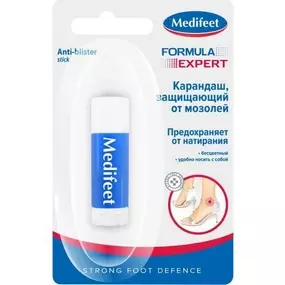 Medifeet
Anti-blister
stick
FORMULA
EXPERT
Карандаш,
защищающий
от мозолей
Предохраняет
от натирания
• бесцветный
• удобно носить с собой
Medifeet
STRONG FOOT DEFENCE